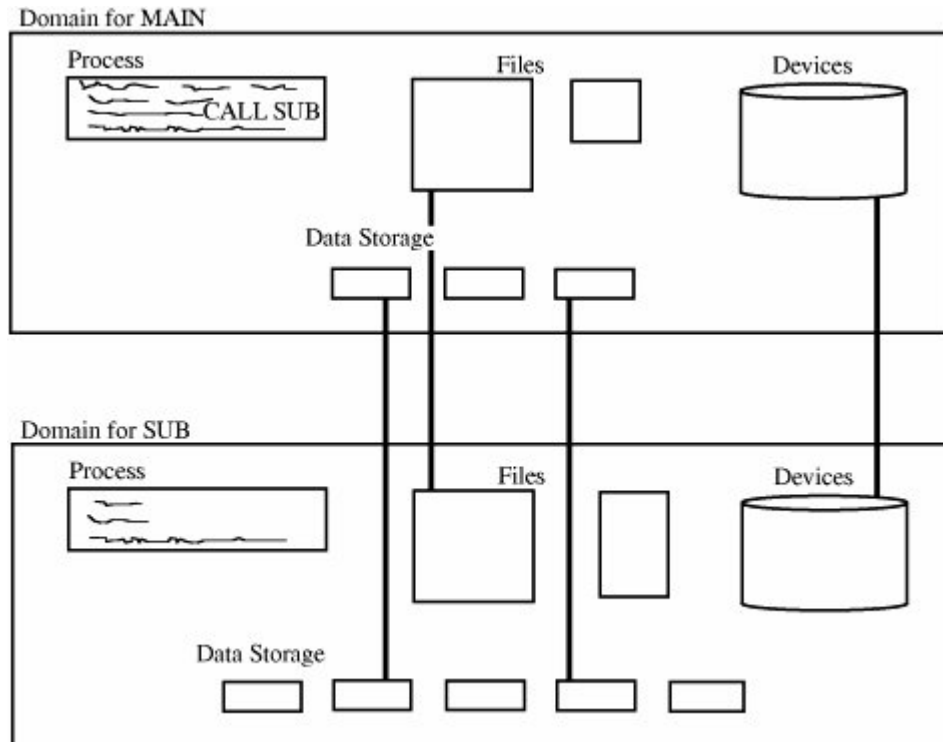 Domain for MAIN
Process
Files
Devices
CALL SUB
Data Storage
Domain for SUB
Process
Files
Devices
Data Storage